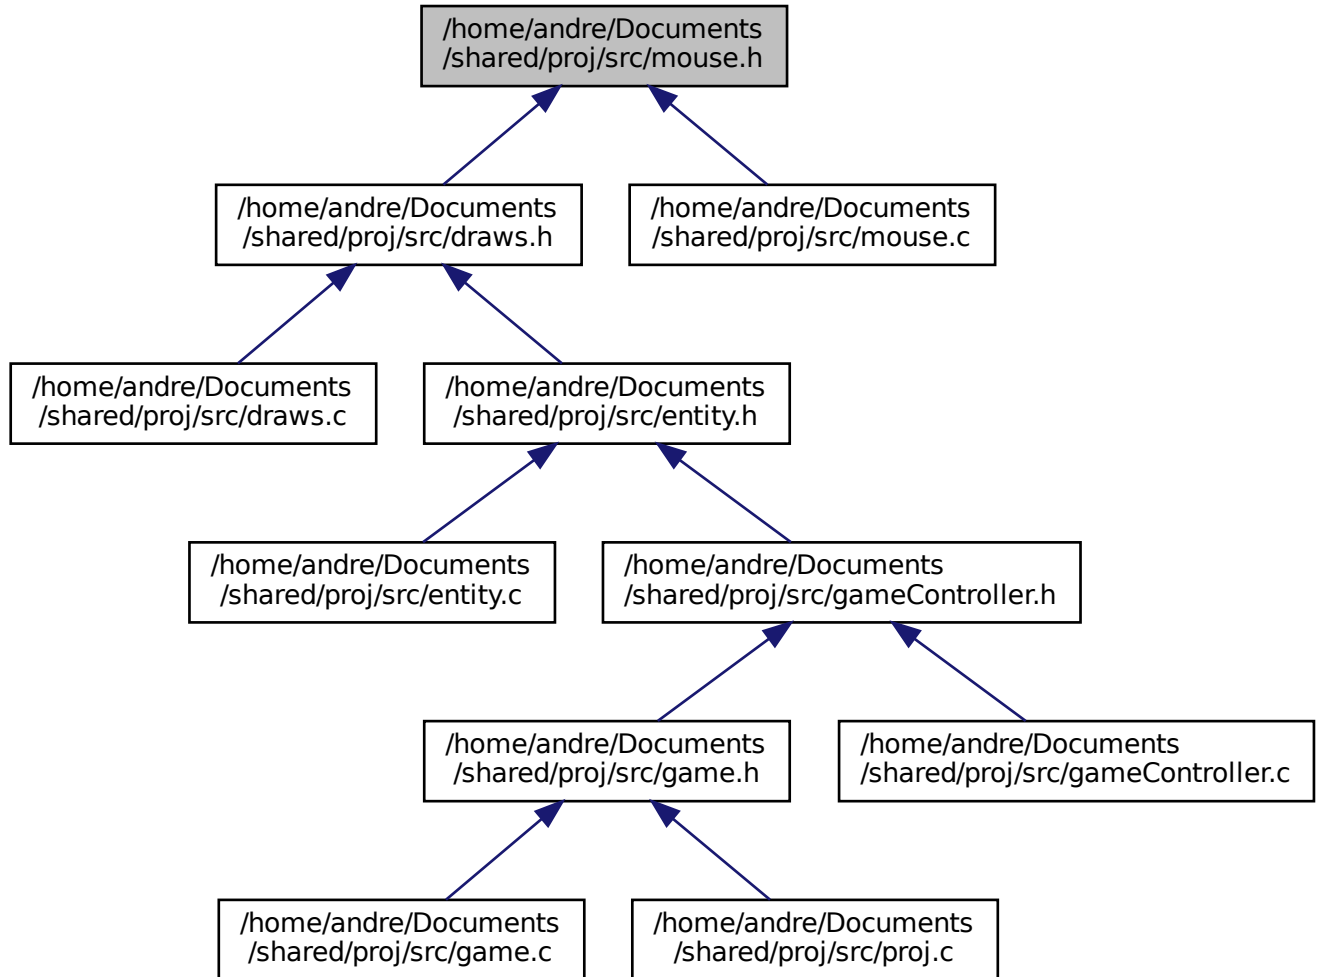 /home/andre/Documents
/shared/proj/src/mouse.h
/home/andre/Documents
/shared/proj/src/draws.h
/home/andre/Documents
/shared/proj/src/mouse.c
/home/andre/Documents
/shared/proj/src/draws.c
/home/andre/Documents
/shared/proj/src/entity.h
/home/andre/Documents
/shared/proj/src/entity.c
/home/andre/Documents
/shared/proj/src/gameController.h
/home/andre/Documents
/shared/proj/src/game.h
/home/andre/Documents
/shared/proj/src/gameController.c
/home/andre/Documents
/shared/proj/src/game.c
/home/andre/Documents
/shared/proj/src/proj.c